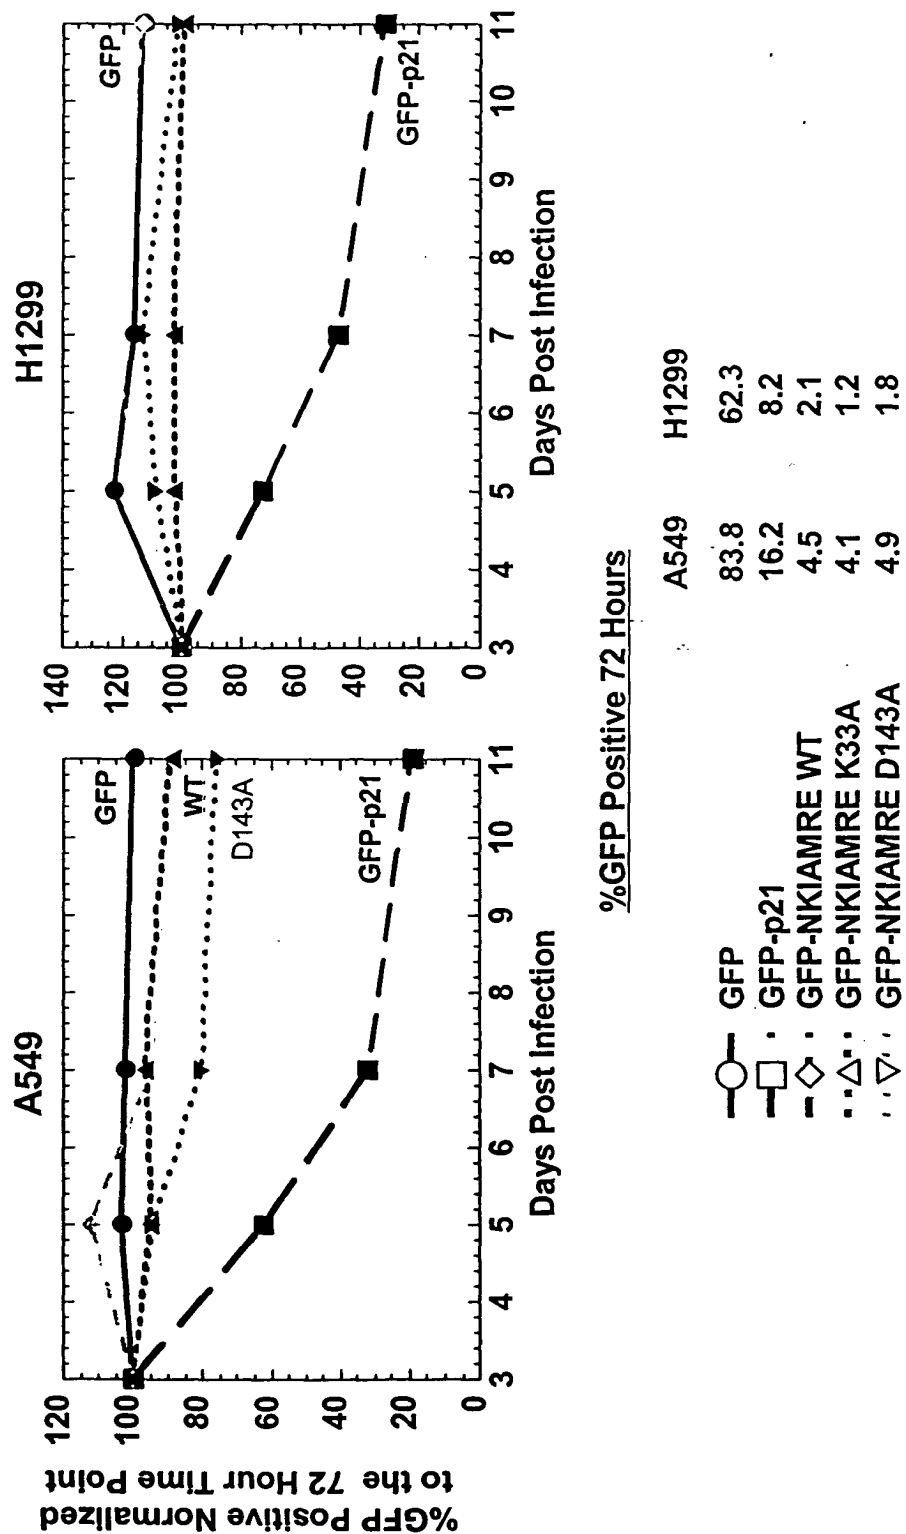 A549
H1299
%GFP Positive Normalized
to the 72 Hour Time Point
120
100
80
60
40
20
0
GFP
WT
D143A
GFP-p21
3 4 5 6 7 8 9 10 11
Days Post Infection
140
120
100
80
60
40
20
0
GFP
GFP-p21
3 4 5 6 7 8 9 10 11
Days Post Infection
%GFP Positive 72 Hours
A549 H1299
GFP 83.8 62.3
GFP-p21 16.2 8.2
GFP-NKIAMRE WT 4.5 2.1
GFP-NKIAMRE K33A 4.1 1.2
GFP-NKIAMRE D143A 4.9 1.8